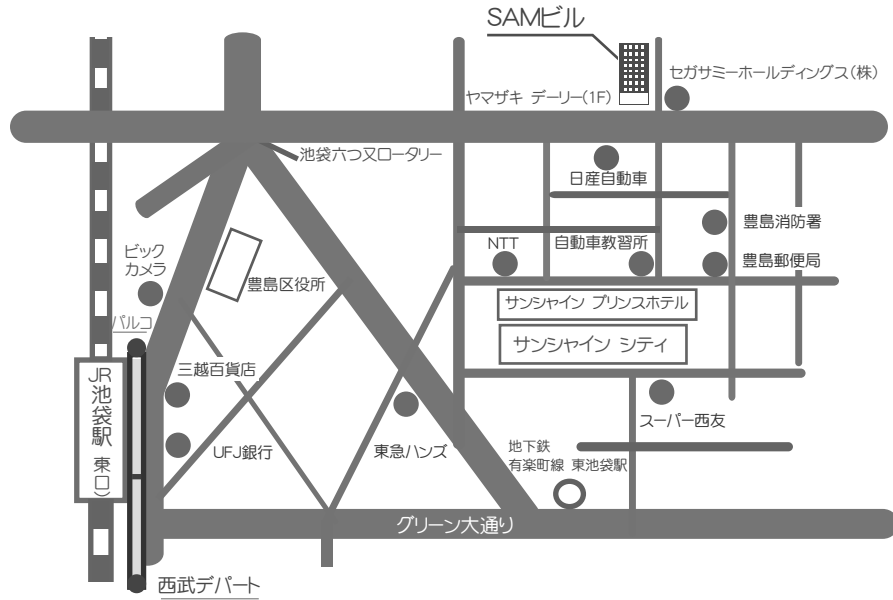 SAMビル
セガサミーホールディングス(株)
ヤマザキ デーリー(1F)
池袋六つ又ロータリー
日産自動車
豊島消防署
NTT
自動車教習所
豊島郵便局
ビック
カメラ
豊島区役所
サンシャイン プリンスホテル
パルコ
サンシャイン シティ
三越百貨店
JR池袋駅 東口)
スーパー西友
UFJ銀行
東急ハンズ
地下鉄
有楽町線 東池袋駅
グリーン大通り
西武デパート